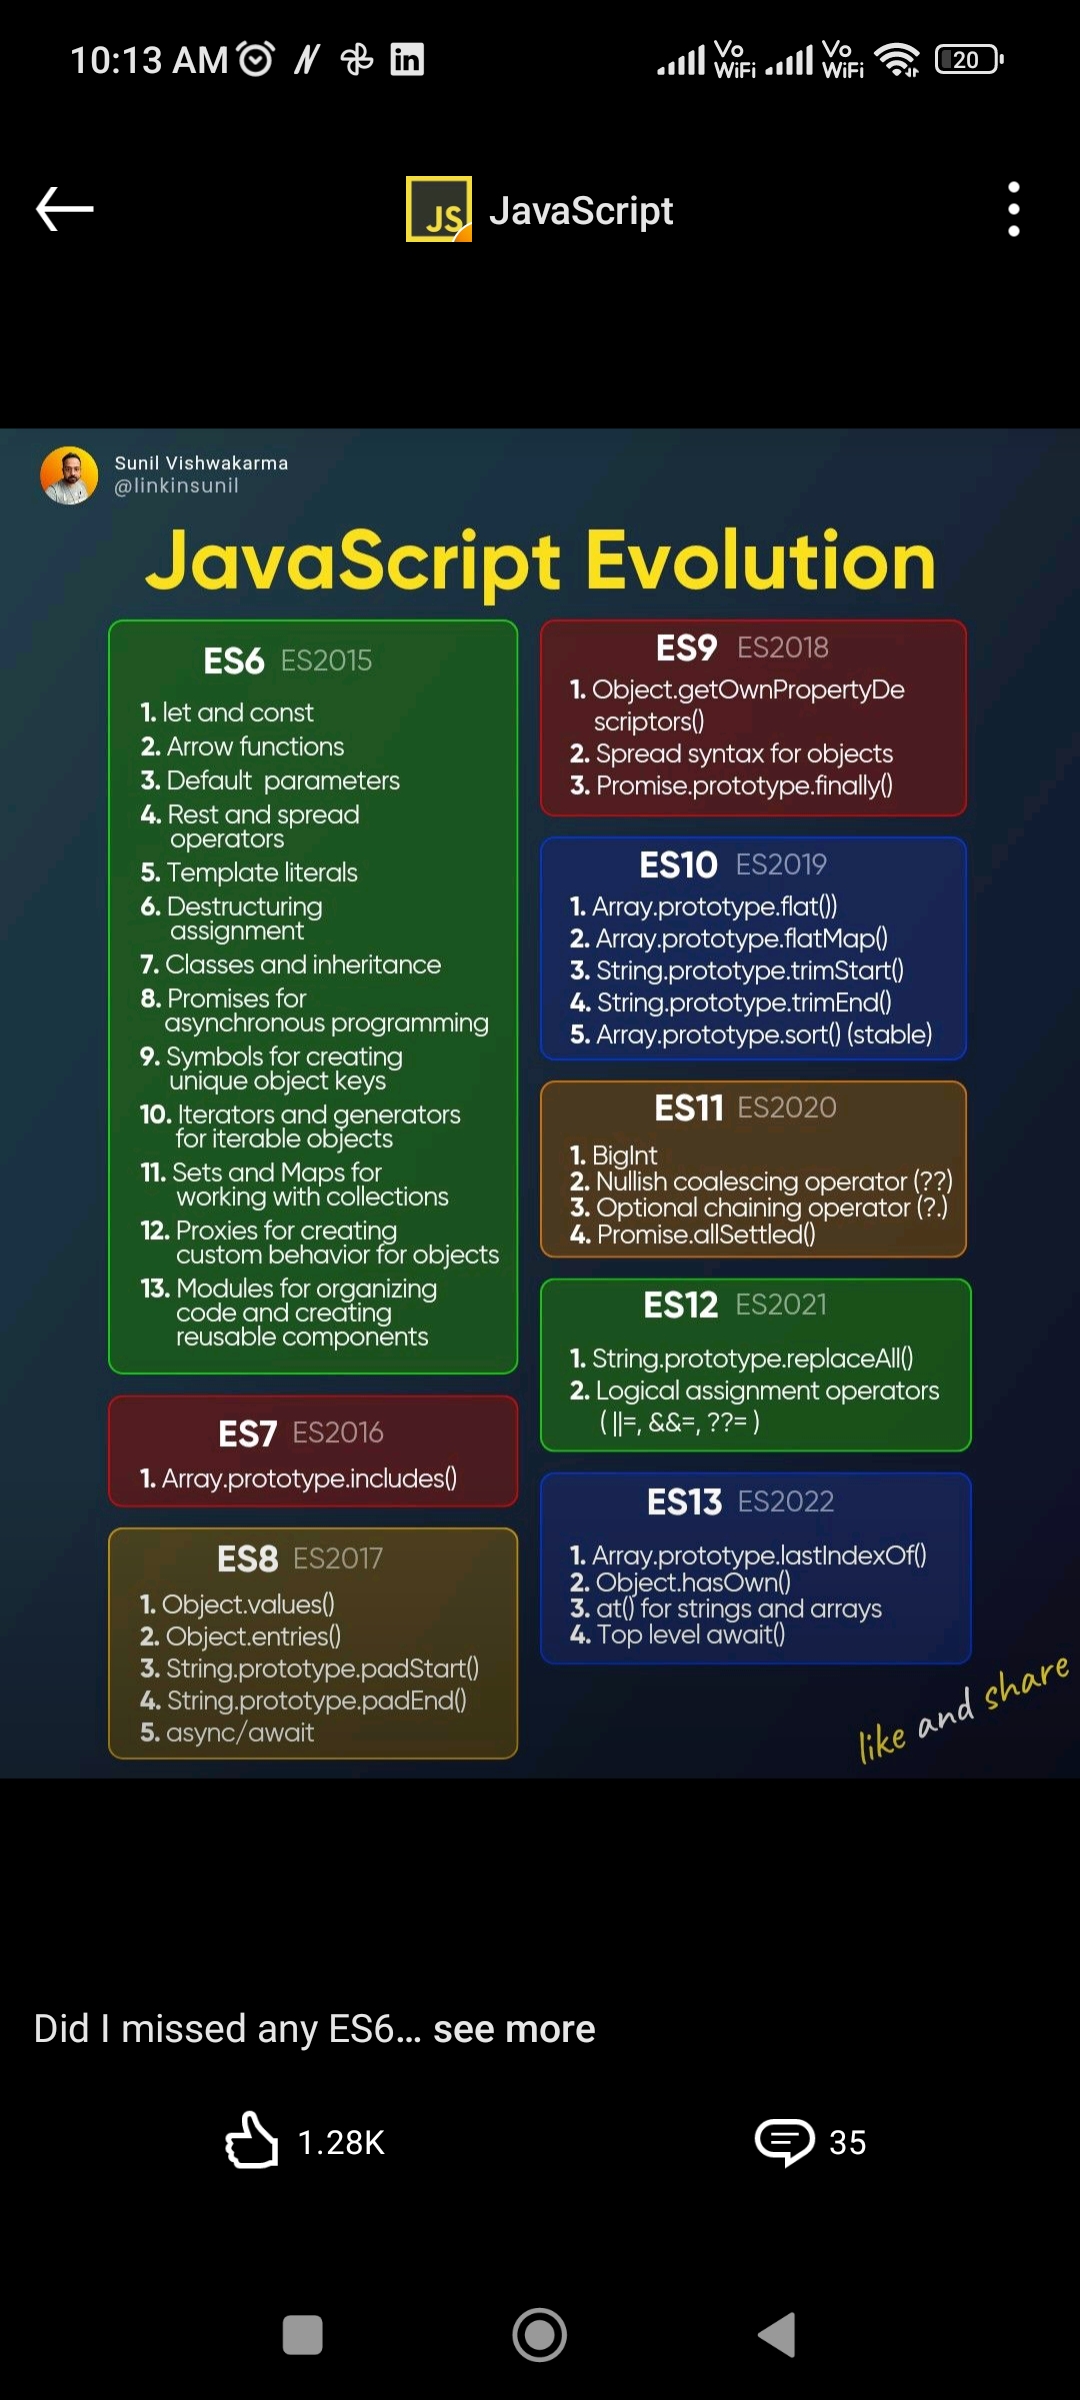 10:13 AM
Vo WiFi
Vo WiFi
20
JS JavaScript
Sunil Vishwakarma
@linkinsunil
JavaScript Evolution
ES6 ES2015
1. let and const
2. Arrow functions
3. Default parameters
4. Rest and spread
operators
5. Template literals
6. Destructuring
assignment
7. Classes and inheritance
8. Promises for
asynchronous programming
9. Symbols for creating
unique object keys
10. Iterators and generators
for iterable objects
11. Sets and Maps for
working with collections
12. Proxies for creating
custom behavior for objects
13. Modules for organizing
code and creating
reusable components
ES7 ES2016
1. Array.prototype.includes()
ES8 ES2017
1. Object.values()
2. Object.entries()
3. String.prototype.padStart()
4. String.prototype.padEnd()
5. async/await
ES9 ES2018
1. Object.getOwnPropertyDe
scriptors()
2. Spread syntax for objects
3. Promise.prototype.finally()
ES10 ES2019
1. Array.prototype.flat())
2. Array.prototype.flatMap()
3. String.prototype.trimStart()
4. String.prototype.trimEnd()
5. Array.prototype.sort() (stable)
ES11 ES2020
1. BigInt
2. Nullish coalescing operator (??)
3. Optional chaining operator (?.)
4. Promise.allSettled()
ES12 ES2021
1. String.prototype.replaceAll()
2. Logical assignment operators
( ||=, &&=, ??= )
ES13 ES2022
1. Array.prototype.lastIndexOf()
2. Object.hasOwn()
3. at() for strings and arrays
4. Top level await()
like and share
Did I missed any ES6... see more
1.28K
35